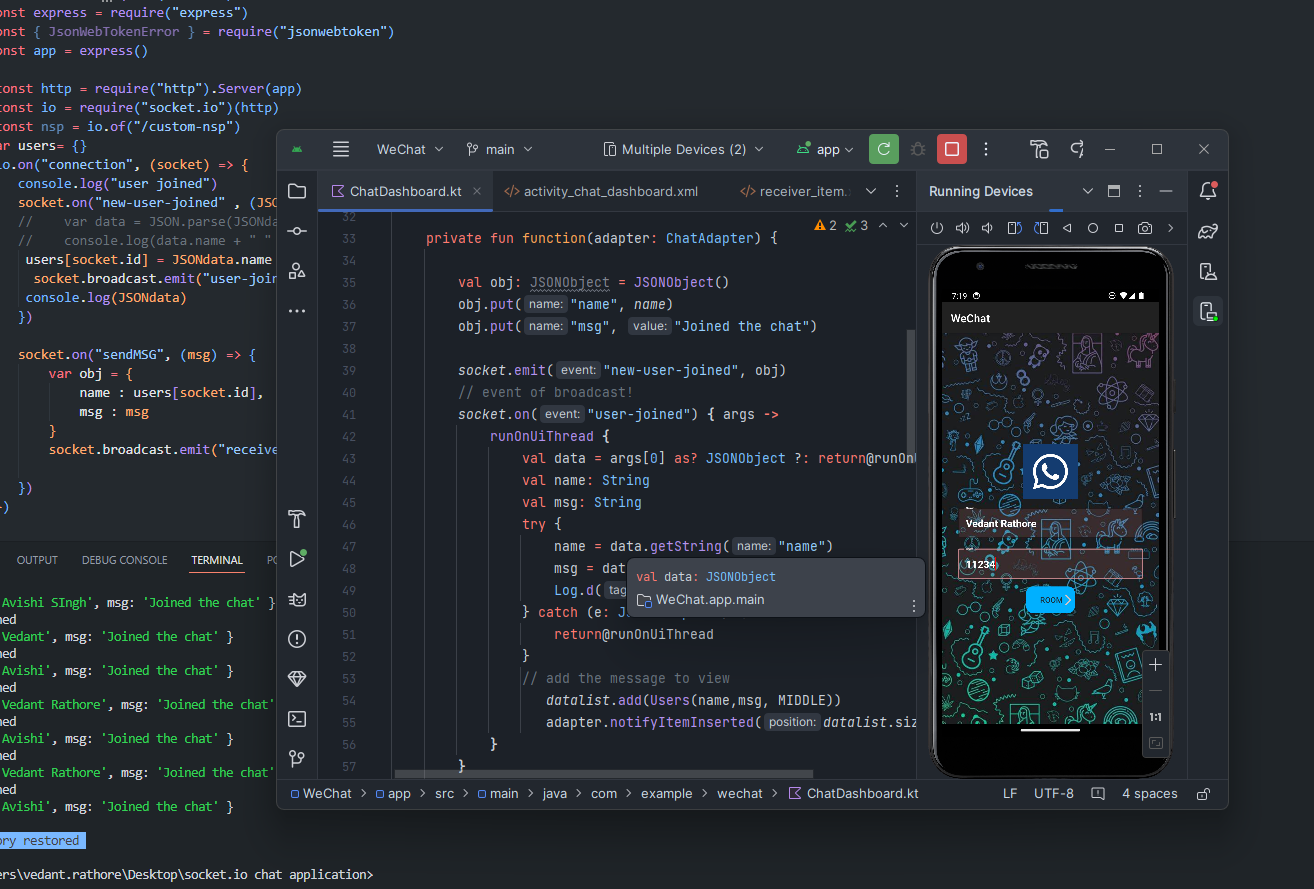 onst express = require("express")
onst { JsonWebTokenError } = require("jsonwebtoken")
onst app = express()
onst http = require("http").Server(app)
onst io = require("socket.io")(http)
onst nsp = io.of("/custom-nsp")
ar users= {}
io.on("connection", (socket) => {
console.log("user joined")
socket.on("new-user-joined" , (JSO
// var data = JSON.parse(JSONda
// console.log(data.name + " "
users[socket.id] = JSONdata.name
socket.broadcast.emit("user-join
console.log(JSONdata)
})
socket.on("sendMSG", (msg) => {
var obj = {
name : users[socket.id],
msg : msg
}
socket.broadcast.emit("receive
})
)
OUTPUT DEBUG CONSOLE TERMINAL PO
Avishi SIngh', msg: 'Joined the chat' }
ned
Vedant', msg: 'Joined the chat' }
ned
Avishi', msg: 'Joined the chat' }
ned
Vedant Rathore', msg: 'Joined the chat'
ned
Avishi', msg: 'Joined the chat' }
ned
Vedant Rathore', msg: 'Joined the chat'
ned
Avishi', msg: 'Joined the chat' }
ory restored
ers\vedant.rathore\Desktop\socket.io chat application>
WeChat main Multiple Devices (2) app
ChatDashboard.kt activity_chat_dashboard.xml receiver_item.
2 3
32
33 private fun function(adapter: ChatAdapter) {
34
35 val obj: JSONObject = JSONObject()
36 obj.put( name: "name", name)
37 obj.put( name: "msg", value: "Joined the chat")
38
39 socket.emit( event: "new-user-joined", obj)
40 // event of broadcast!
41 socket.on( event: "user-joined") { args ->
42 runOnUiThread {
43 val data = args[0] as? JSONObject ?: return@runOnU
44 val name: String
45 val msg: String
46 try {
47 name = data.getString( name: "name")
48 msg = dat
49 Log.d( tag
50 } catch (e: J
51 return@runOnUiThread
52 }
53 // add the message to view
54 datalist.add(Users(name,msg, MIDDLE))
55 adapter.notifyItemInserted( position: datalist.siz
56 }
57 }
val data: JSONObject
WeChat.app.main
Running Devices
7:19
WeChat
Vedant Rathore
11234
ROOM
1:1
WeChat > app > src > main > java > com > example > wechat > ChatDashboard.kt
LF UTF-8 4 spaces